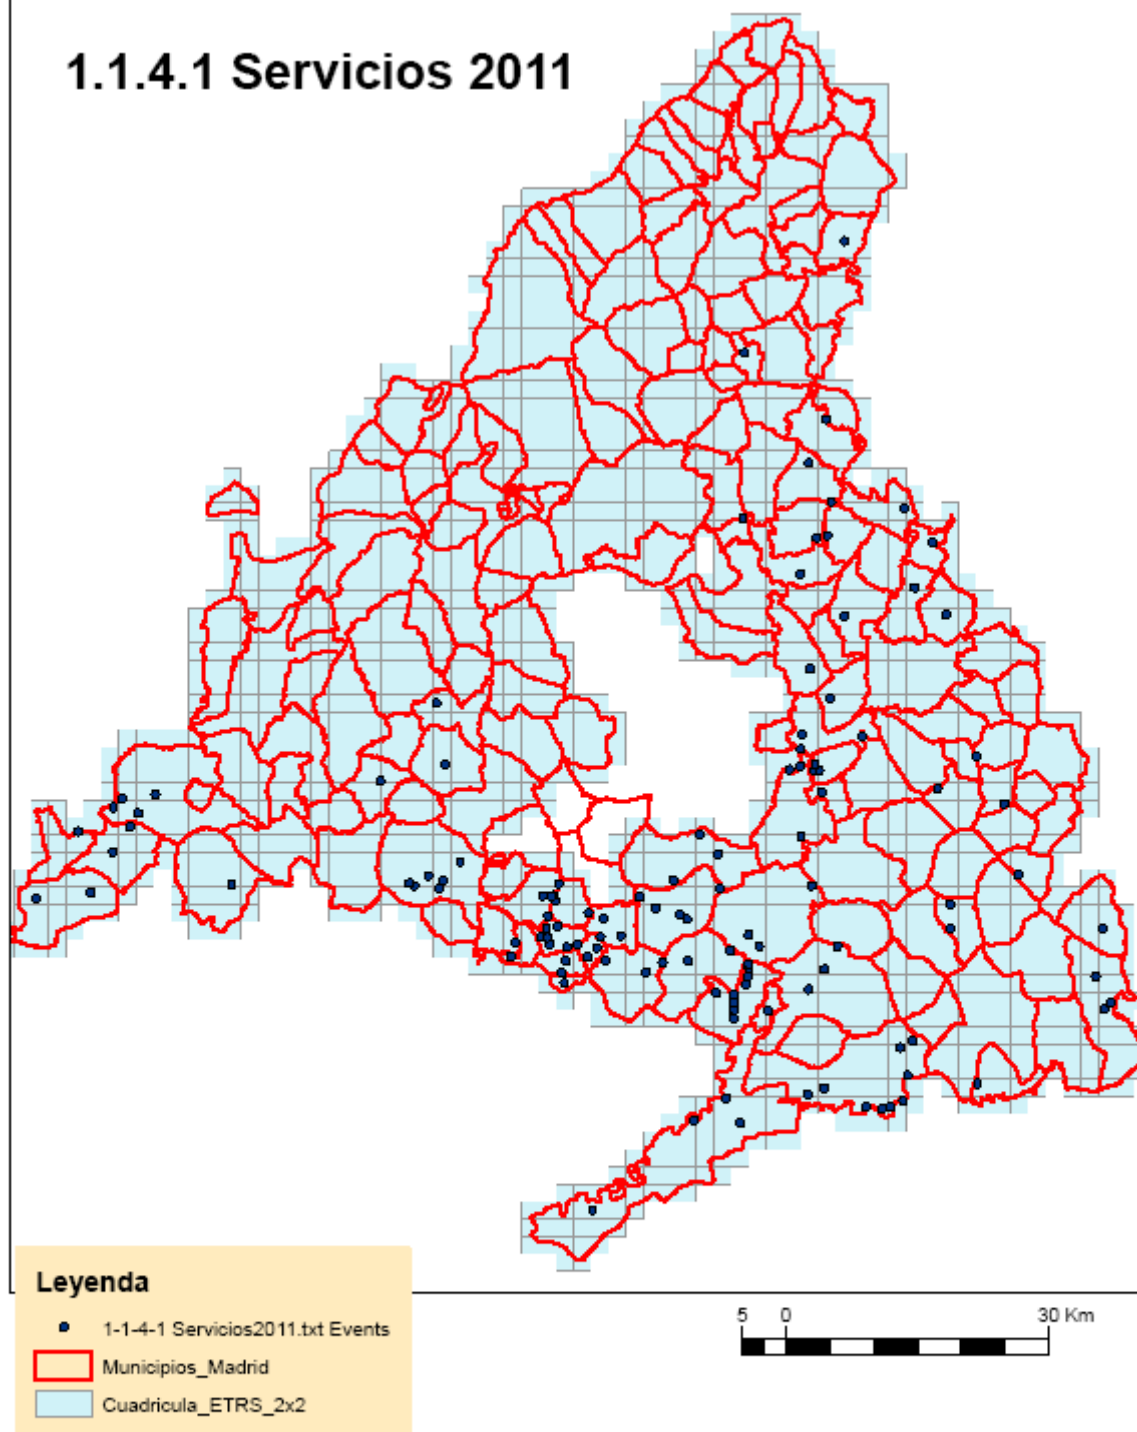 1.1.4.1 Servicios 2011
Leyenda
1-1-4-1 Servicios2011.txt Events
Municipios_Madrid
Cuadricula_ETRS_2x2
5 0 30 Km